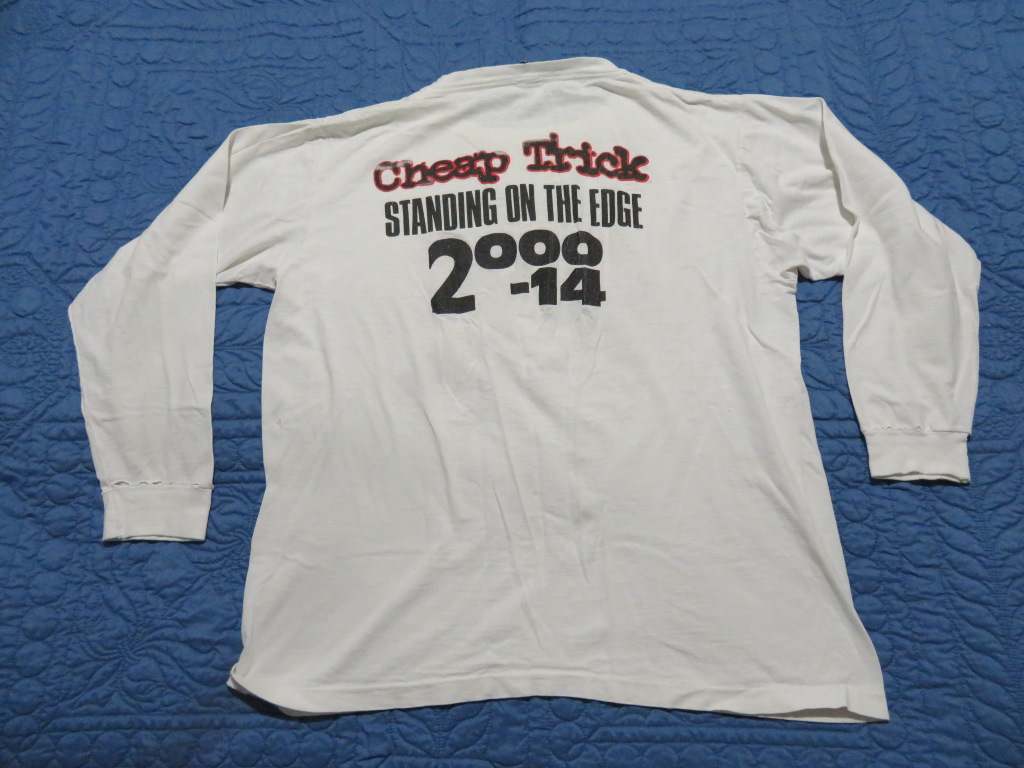 Cheap Trick
STANDING ON THE EDGE
2000
-14